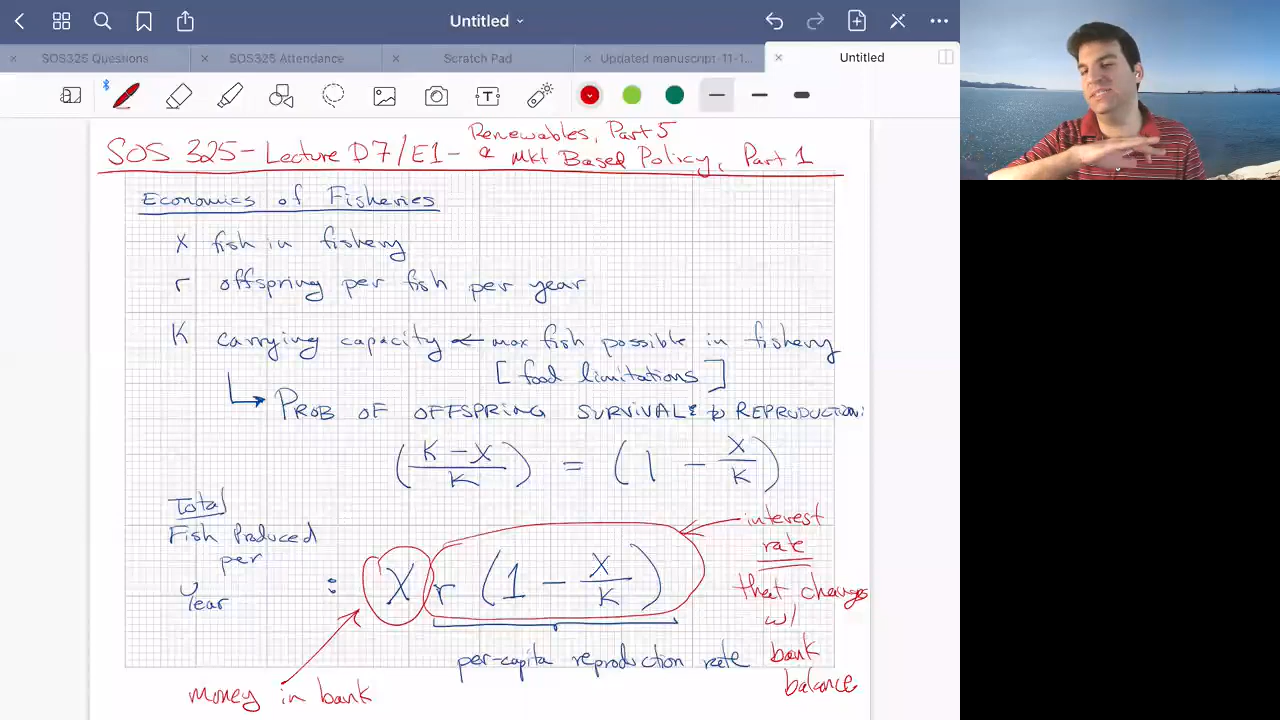 Untitled
SOS325 Questions
SOS325 Attendance
Scratch Pad
Updated manuscript-11-1...
Untitled
Renewables, Part 5
SOS 325 - Lecture D7/E1 - & Mkt Based Policy, Part 1
Economics of Fisheries
X fish in fishery
r offspring per fish per year
K carrying capacity ← max fish possible in fishery
[food limitations]
↳ PROB OF OFFSPRING SURVIVAL & REPRODUCTION:
(K - X / K) = (1 - X / K)
Total
Fish Produced
per
Year : X r (1 - X / K)
interest
rate
that changes
w/
bank
balance
per-capita reproduction rate
money in bank